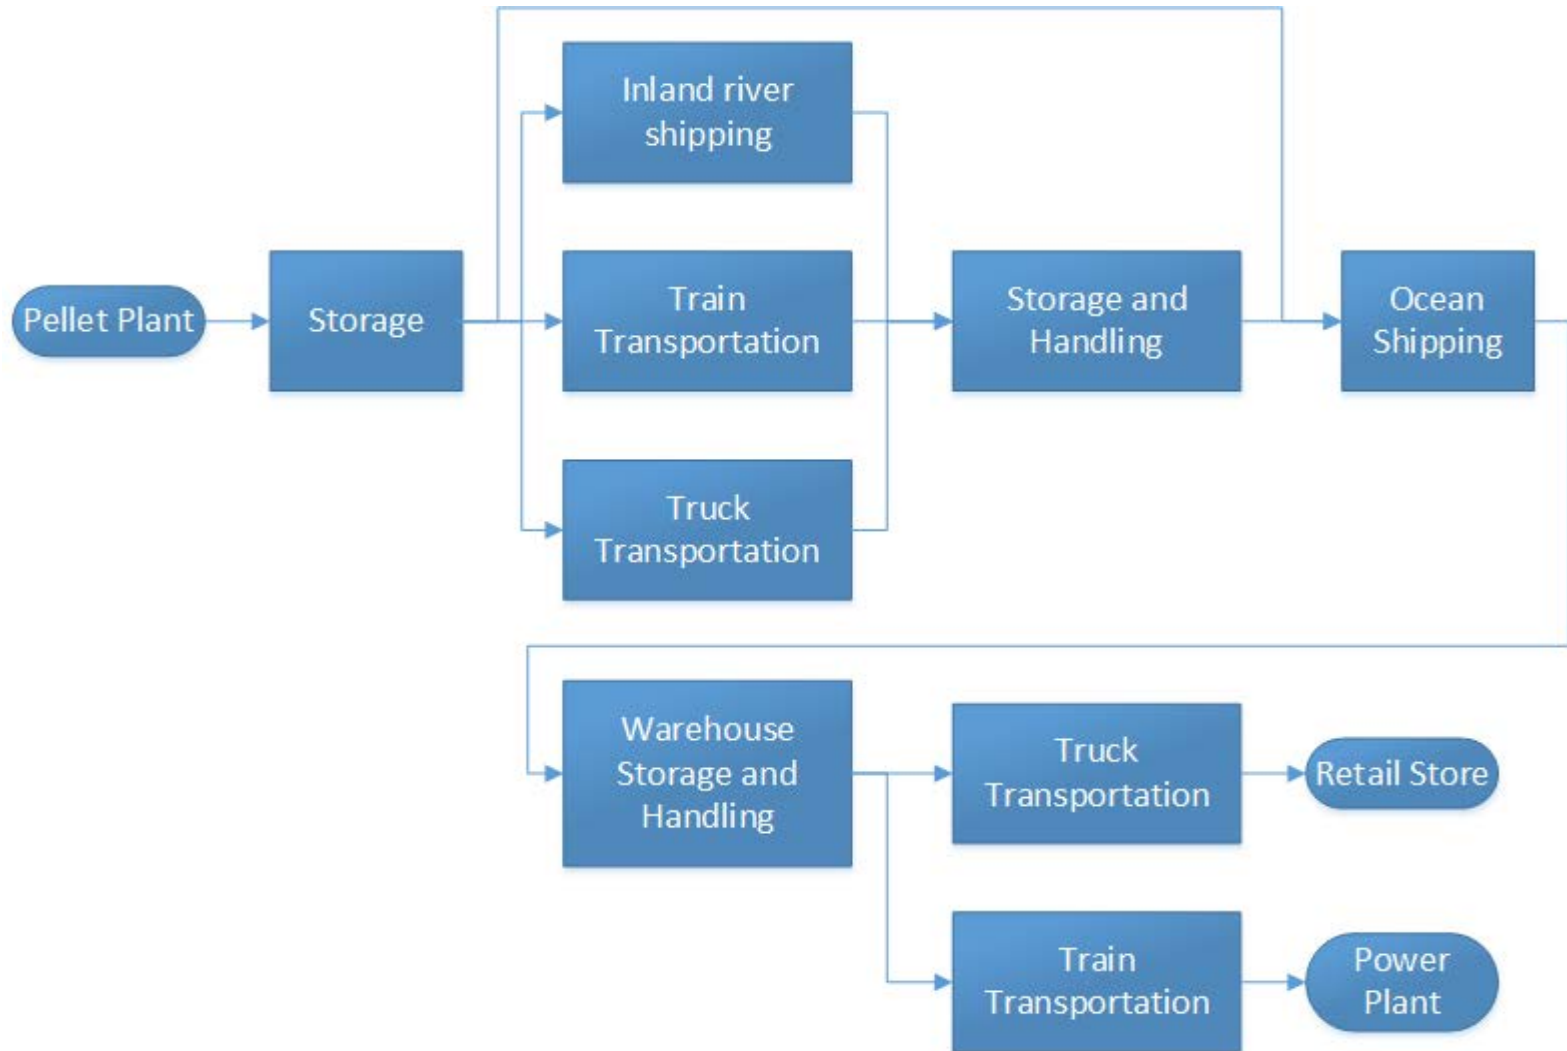 Inland river
shipping
Pellet Plant
Storage
Train
Transportation
Storage and
Handling
Ocean
Shipping
Truck
Transportation
Warehouse
Storage and
Handling
Truck
Transportation
Retail Store
Train
Transportation
Power
Plant